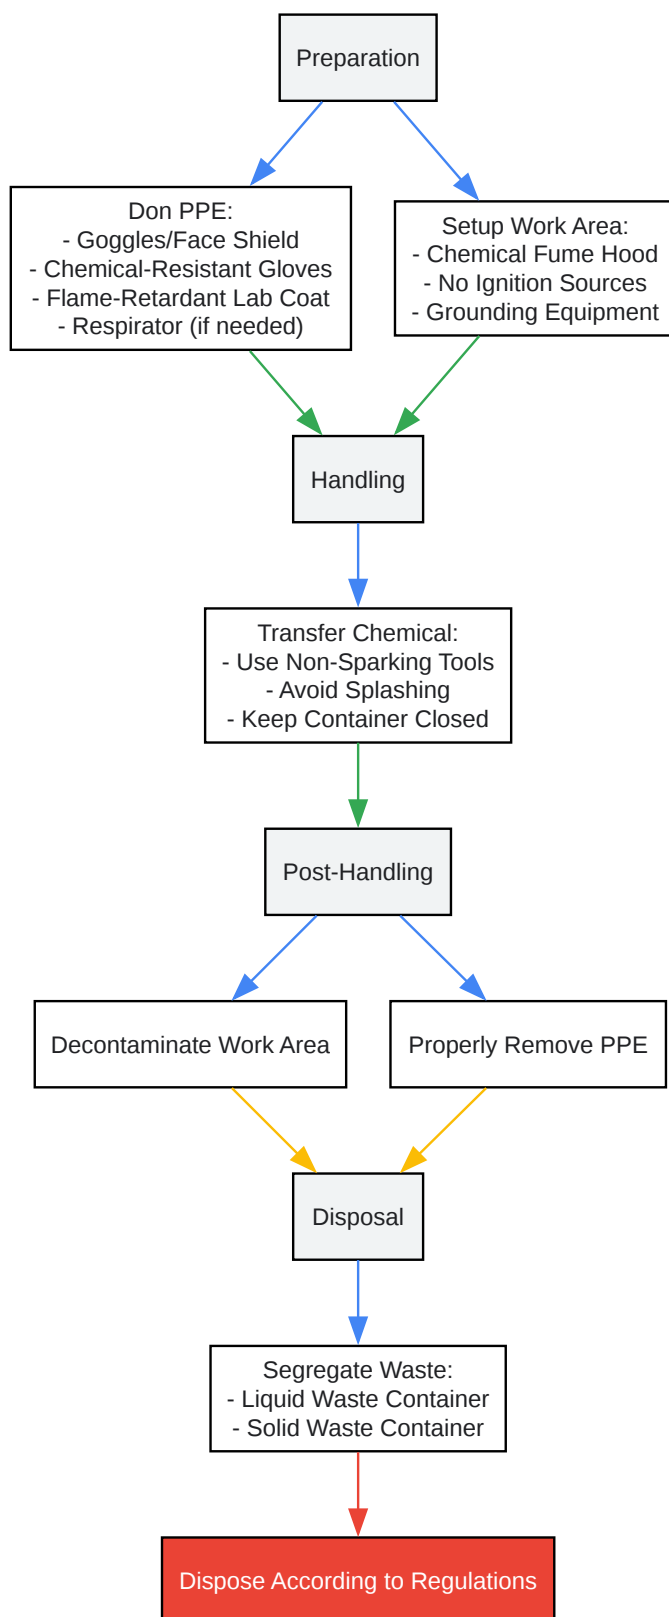 Preparation
Don PPE:
- Goggles/Face Shield
- Chemical-Resistant Gloves
- Flame-Retardant Lab Coat
- Respirator (if needed)
Setup Work Area:
- Chemical Fume Hood
- No Ignition Sources
- Grounding Equipment
Handling
Transfer Chemical:
- Use Non-Sparking Tools
- Avoid Splashing
- Keep Container Closed
Post-Handling
Decontaminate Work Area
Properly Remove PPE
Disposal
Segregate Waste:
- Liquid Waste Container
- Solid Waste Container
Dispose According to Regulations